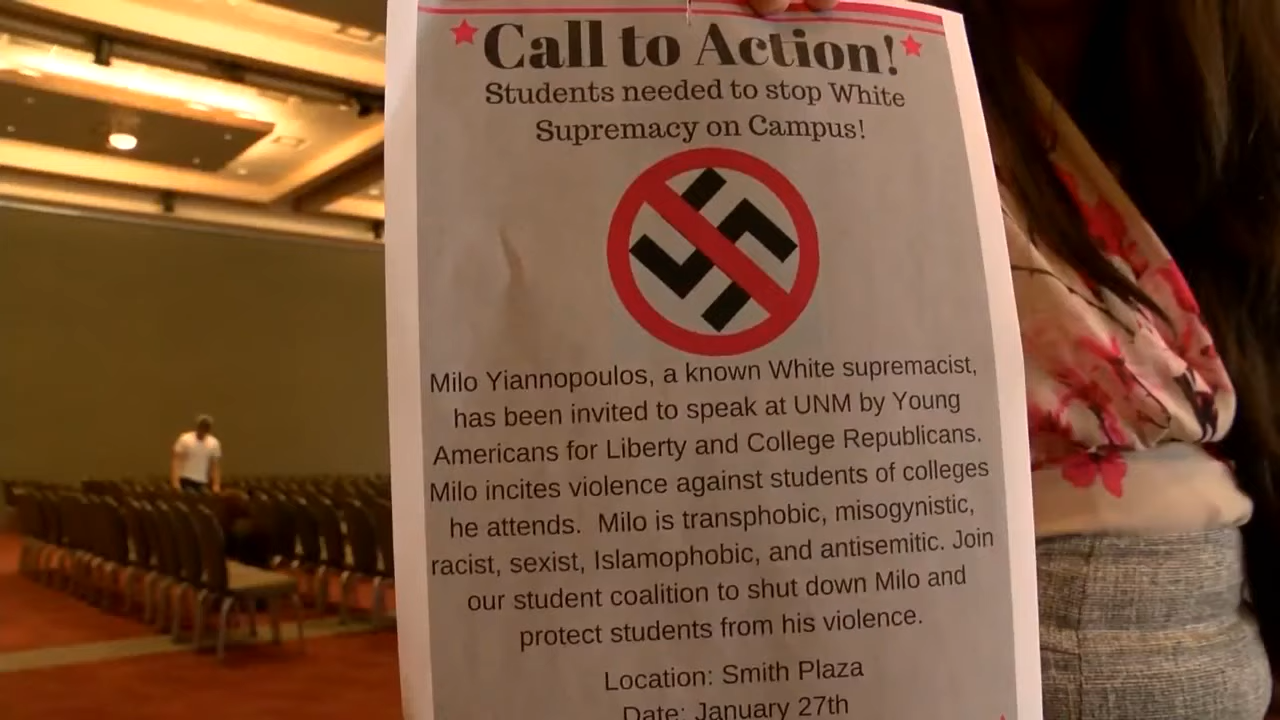 Call to Action!
Students needed to stop White
Supremacy on Campus!
Milo Yiannopoulos, a known White supremacist,
has been invited to speak at UNM by Young
Americans for Liberty and College Republicans.
Milo incites violence against students of colleges
he attends. Milo is transphobic, misogynistic,
racist, sexist, Islamophobic, and antisemitic. Join
our student coalition to shut down Milo and
protect students from his violence.
Location: Smith Plaza
Date: January 27th